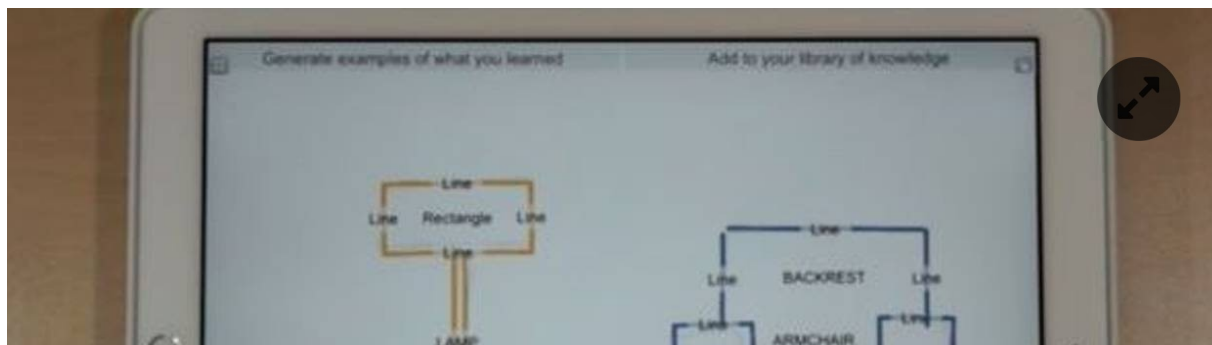 Generate examples of what you learned
Add to your library of knowledge
Line
Line Rectangle Line
Line
LAMP
Line
Line BACKREST Line
Line Line
ARMCHAIR